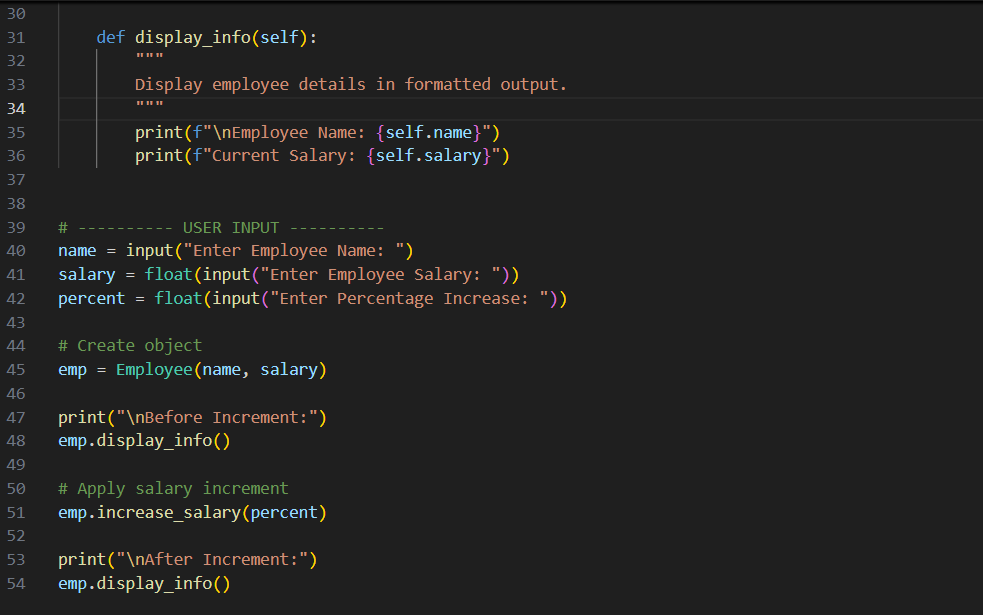 30
31 def display_info(self):
32 """
33 Display employee details in formatted output.
34 """
35 print(f"\nEmployee Name: {self.name}")
36 print(f"Current Salary: {self.salary}")
37
38
39 # ---------- USER INPUT ----------
40 name = input("Enter Employee Name: ")
41 salary = float(input("Enter Employee Salary: "))
42 percent = float(input("Enter Percentage Increase: "))
43
44 # Create object
45 emp = Employee(name, salary)
46
47 print("\nBefore Increment:")
48 emp.display_info()
49
50 # Apply salary increment
51 emp.increase_salary(percent)
52
53 print("\nAfter Increment:")
54 emp.display_info()